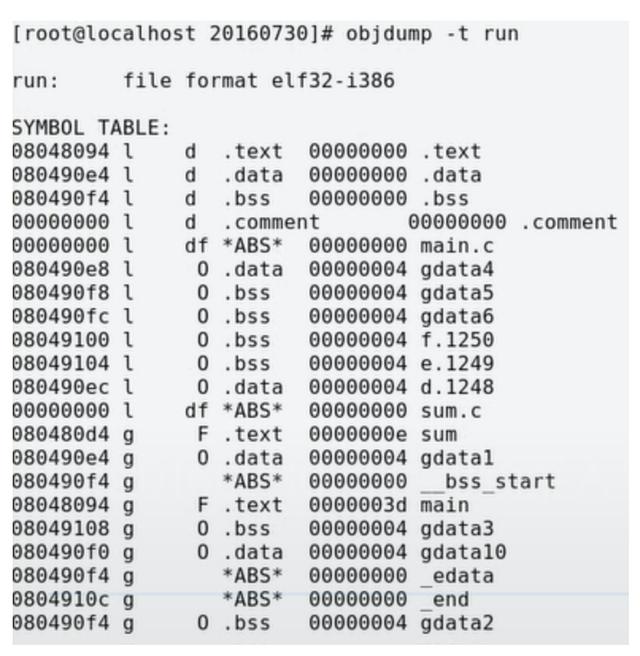 [root@localhost 20160730]# objdump -t run
run:     file format elf32-i386
SYMBOL TABLE:
08048094 l    d  .text  00000000 .text
080490e4 l    d  .data  00000000 .data
080490f4 l    d  .bss   00000000 .bss
00000000 l    d  .comment       00000000 .comment
00000000 l    df *ABS*  00000000 main.c
080490e8 l     O .data  00000004 gdata4
080490f8 l     O .bss   00000004 gdata5
080490fc l     O .bss   00000004 gdata6
08049100 l     O .bss   00000004 f.1250
08049104 l     O .bss   00000004 e.1249
080490ec l     O .data  00000004 d.1248
00000000 l    df *ABS*  00000000 sum.c
080480d4 g     F .text  0000000e sum
080490e4 g     O .data  00000004 gdata1
080490f4 g       *ABS*  00000000 __bss_start
08048094 g     F .text  0000003d main
08049108 g     O .bss   00000004 gdata3
080490f0 g     O .data  00000004 gdata10
080490f4 g       *ABS*  00000000 _edata
0804910c g       *ABS*  00000000 _end
080490f4 g     O .bss   00000004 gdata2